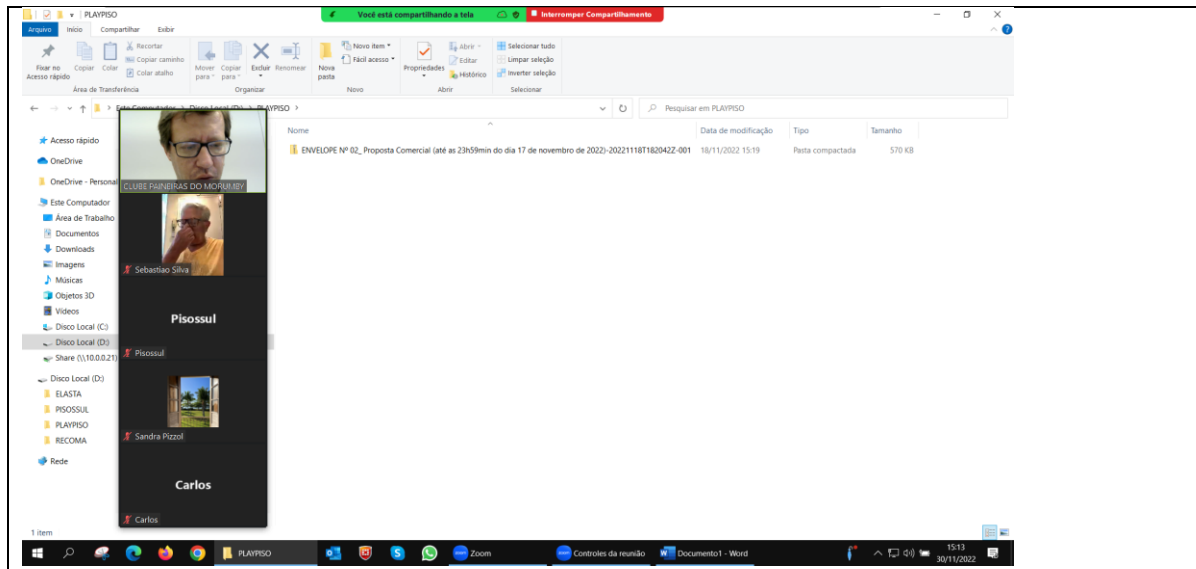 PLAYPISO
Você está compartilhando a tela
Interromper Compartilhamento
Arquivo Início Compartilhar Exibir
Fixar no Acesso rápido
Copiar
Colar
Recortar
Copiar caminho
Colar atalho
Área de Transferência
Mover para
Copiar para
Excluir
Renomear
Organizar
Nova pasta
Novo item
Fácil acesso
Novo
Propriedades
Abrir
Editar
Histórico
Abrir
Selecionar tudo
Limpar seleção
Inverter seleção
Selecionar
Este Computador > Disco Local (D:) > PLAYPISO >
Pesquisar em PLAYPISO
Nome Data de modificação Tipo Tamanho
ENVELOPE Nº 02_ Proposta Comercial (até as 23h59min do dia 17 de novembro de 2022)-20221118T182042Z-001 18/11/2022 15:19 Pasta compactada 570 KB
Acesso rápido
OneDrive
OneDrive - Personal
Este Computador
Área de Trabalho
Documentos
Downloads
Imagens
Músicas
Objetos 3D
Vídeos
Disco Local (C:)
Disco Local (D:)
Share (\\10.0.0.21)
Disco Local (D:)
ELASTA
PISOSSUL
PLAYPISO
RECOMA
Rede
CLUBE PAINEIRAS DO MORUMBY
Sebastiao Silva
Pisossul
Pisossul
Sandra Pizzol
Carlos
Carlos
1 item
PLAYPISO
Zoom
Controles da reunião
Documento1 - Word
15:13
30/11/2022